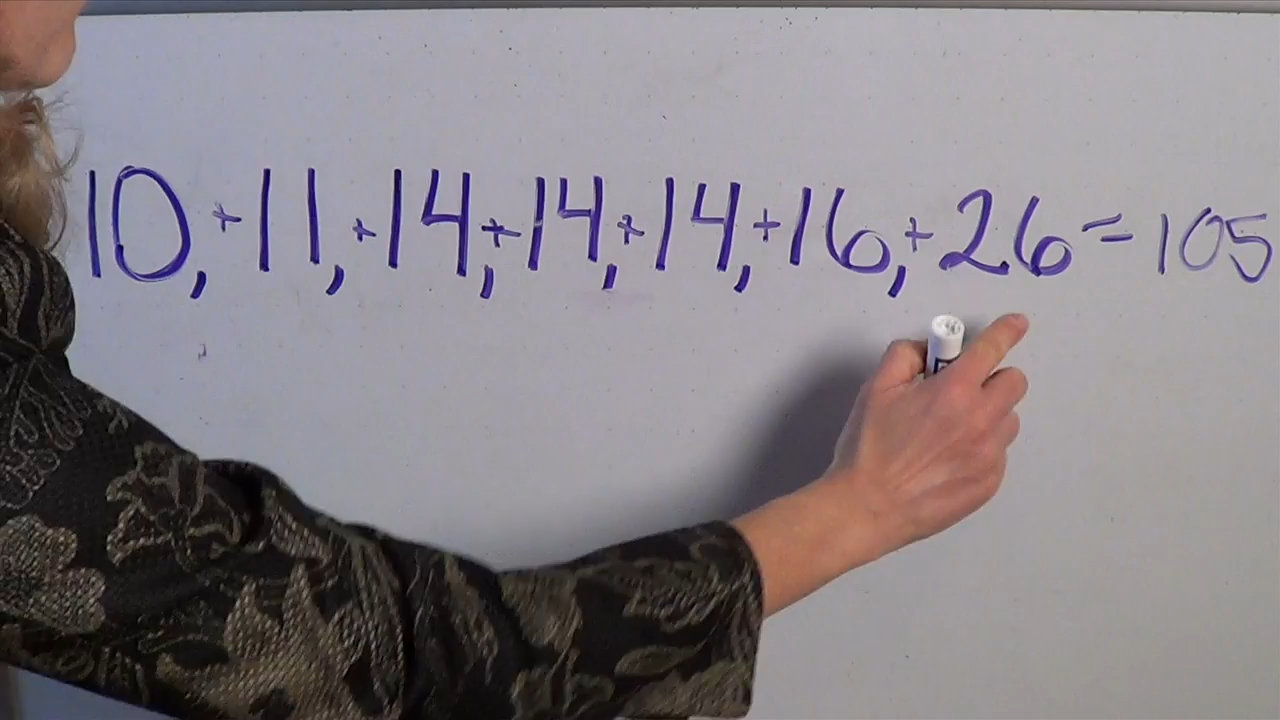 10, + 11, + 14, + 14, + 14, + 16, + 26 = 105